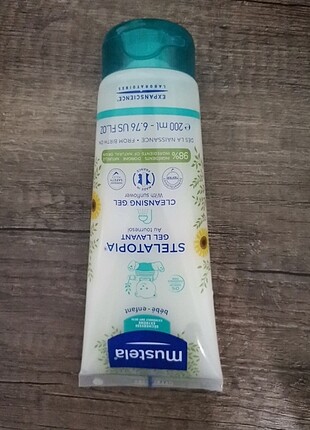 mustela
bébé - enfant
STELATOPIA®
GEL LAVANT
Au tournesol
CLEANSING GEL
With sunflower
98%
DÈS LA NAISSANCE • FROM BIRTH ON
℮ 200 ml - 6.76 US FL.OZ
LABORATOIRES
EXPANSCIENCE